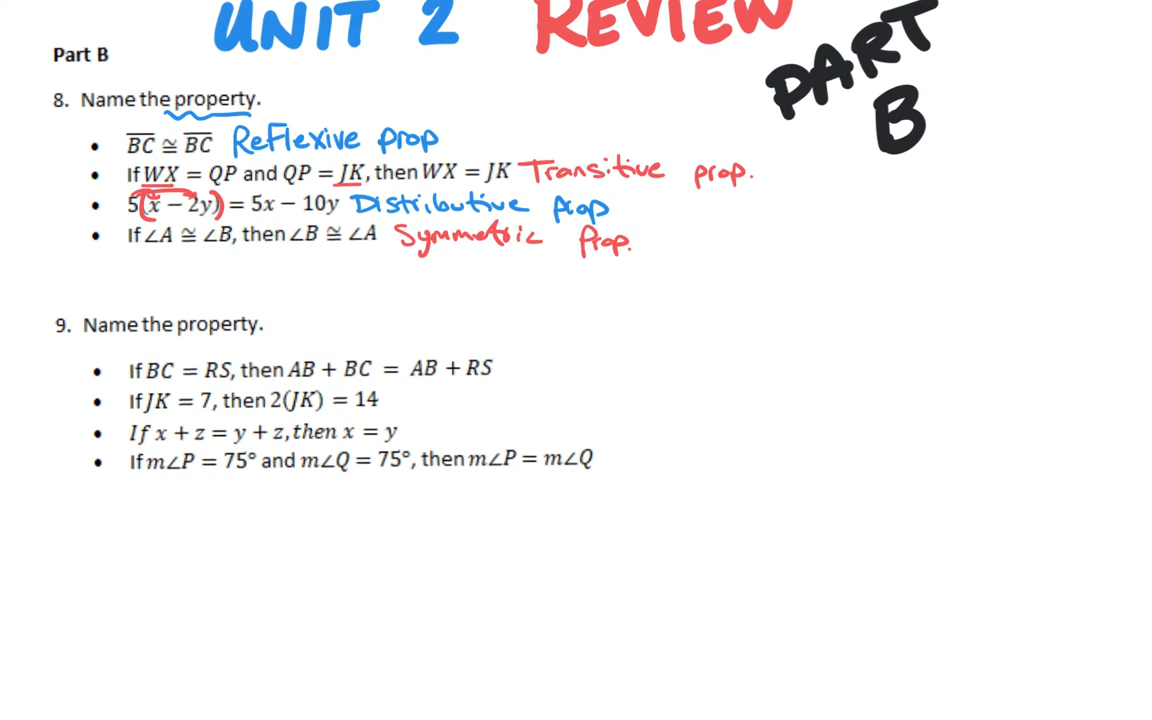 UNIT 2 REVIEW
PART
B
Part B
8. Name the property.
• B̅C̅ ≅ B̅C̅ Reflexive prop
• If WX = QP and QP = JK, then WX = JK Transitive prop.
• 5(x − 2y) = 5x − 10y Distributive prop
• If ∠A ≅ ∠B, then ∠B ≅ ∠A Symmetric Prop.
9. Name the property.
• If BC = RS, then AB + BC = AB + RS
• If JK = 7, then 2(JK) = 14
• If x + z = y + z, then x = y
• If m∠P = 75° and m∠Q = 75°, then m∠P = m∠Q